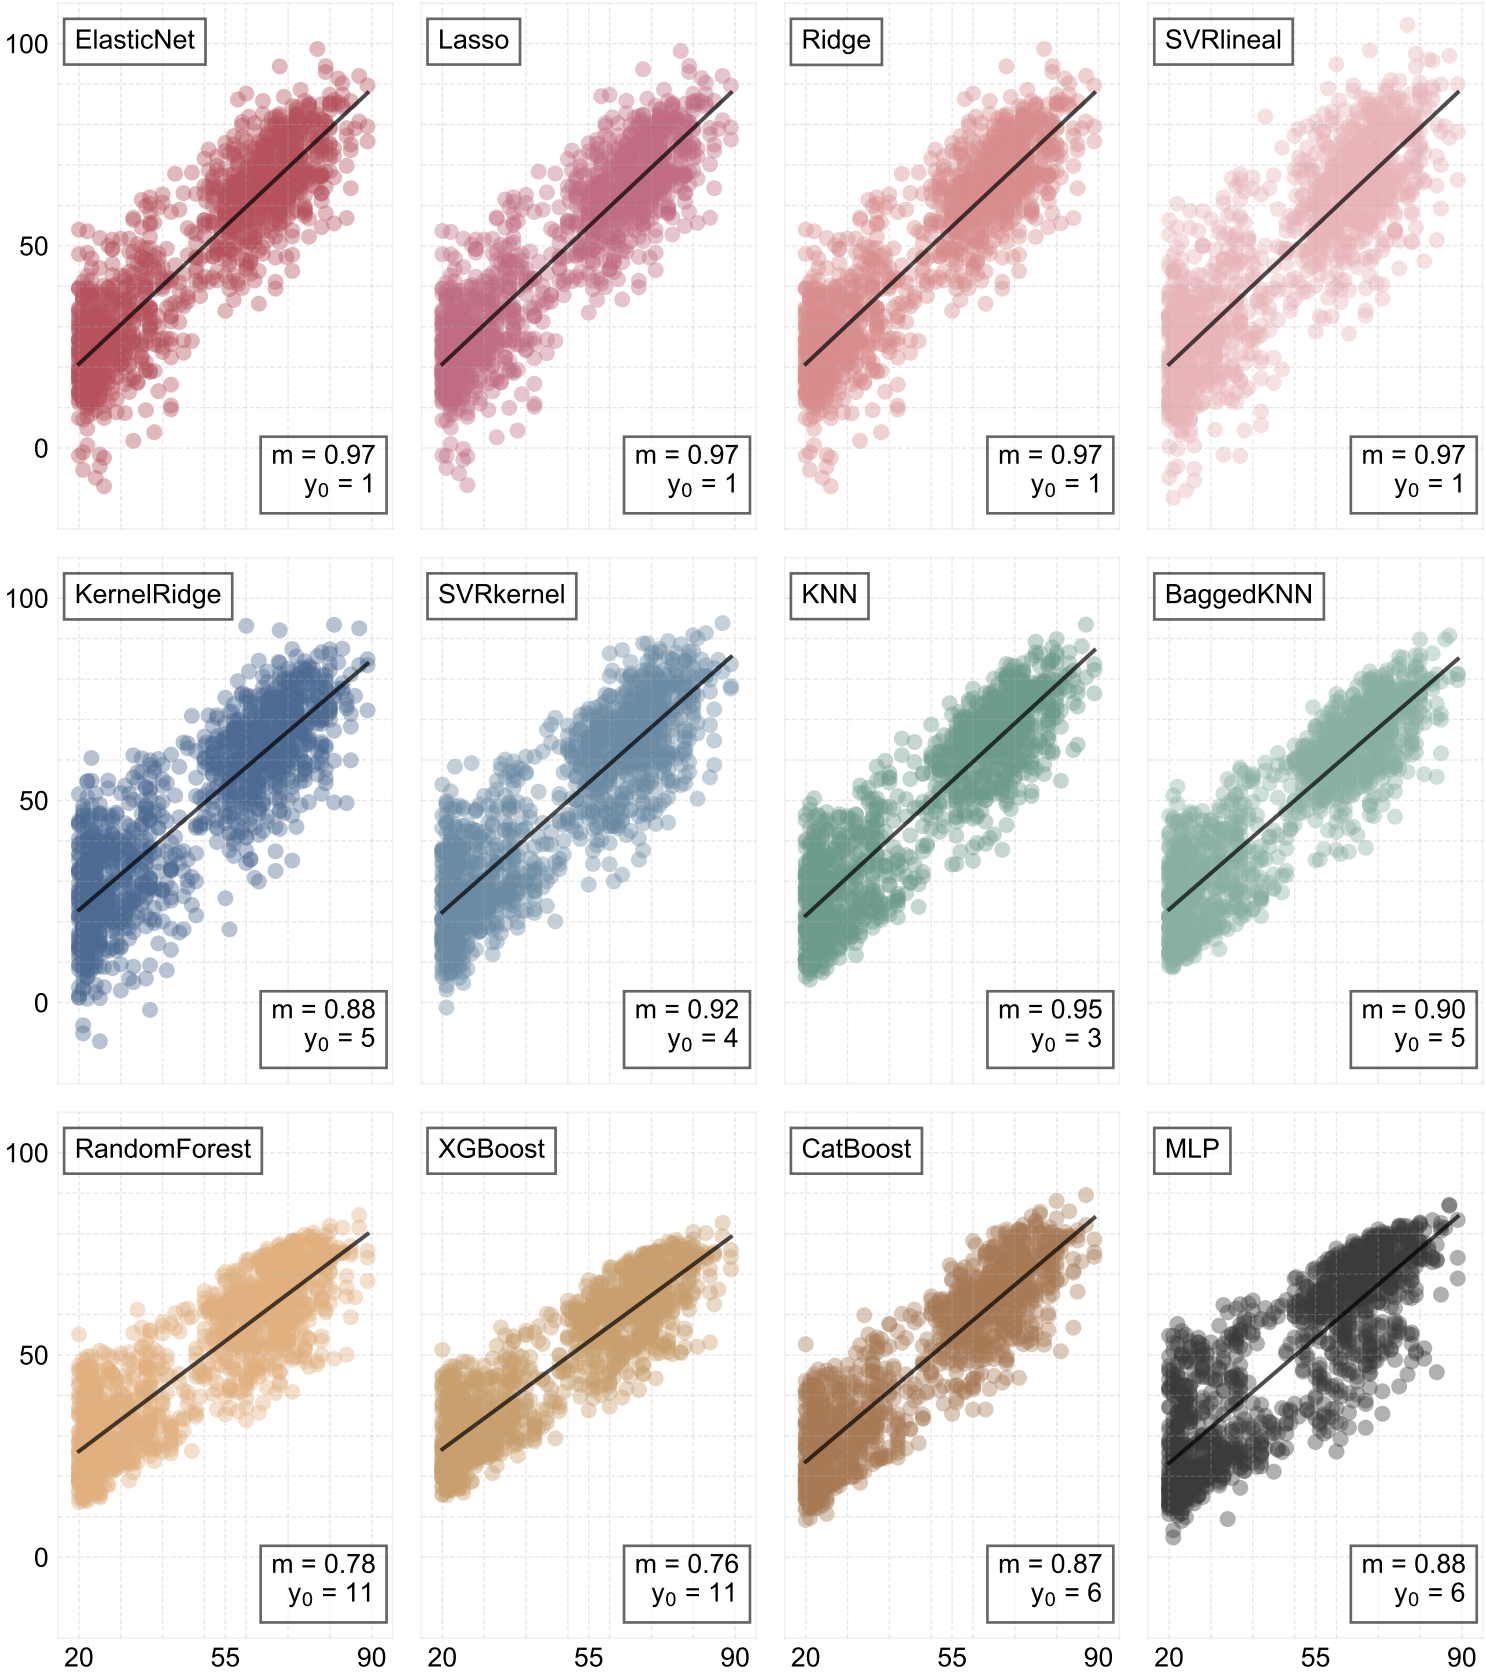 ElasticNet
Lasso
Ridge
SVRlineal
100
50
0
m = 0.97
y₀ = 1
m = 0.97
y₀ = 1
m = 0.97
y₀ = 1
m = 0.97
y₀ = 1
KernelRidge
SVRkernel
KNN
BaggedKNN
100
50
0
m = 0.88
y₀ = 5
m = 0.92
y₀ = 4
m = 0.95
y₀ = 3
m = 0.90
y₀ = 5
RandomForest
XGBoost
CatBoost
MLP
100
50
0
m = 0.78
y₀ = 11
m = 0.76
y₀ = 11
m = 0.87
y₀ = 6
m = 0.88
y₀ = 6
20 55 90
20 55 90
20 55 90
20 55 90